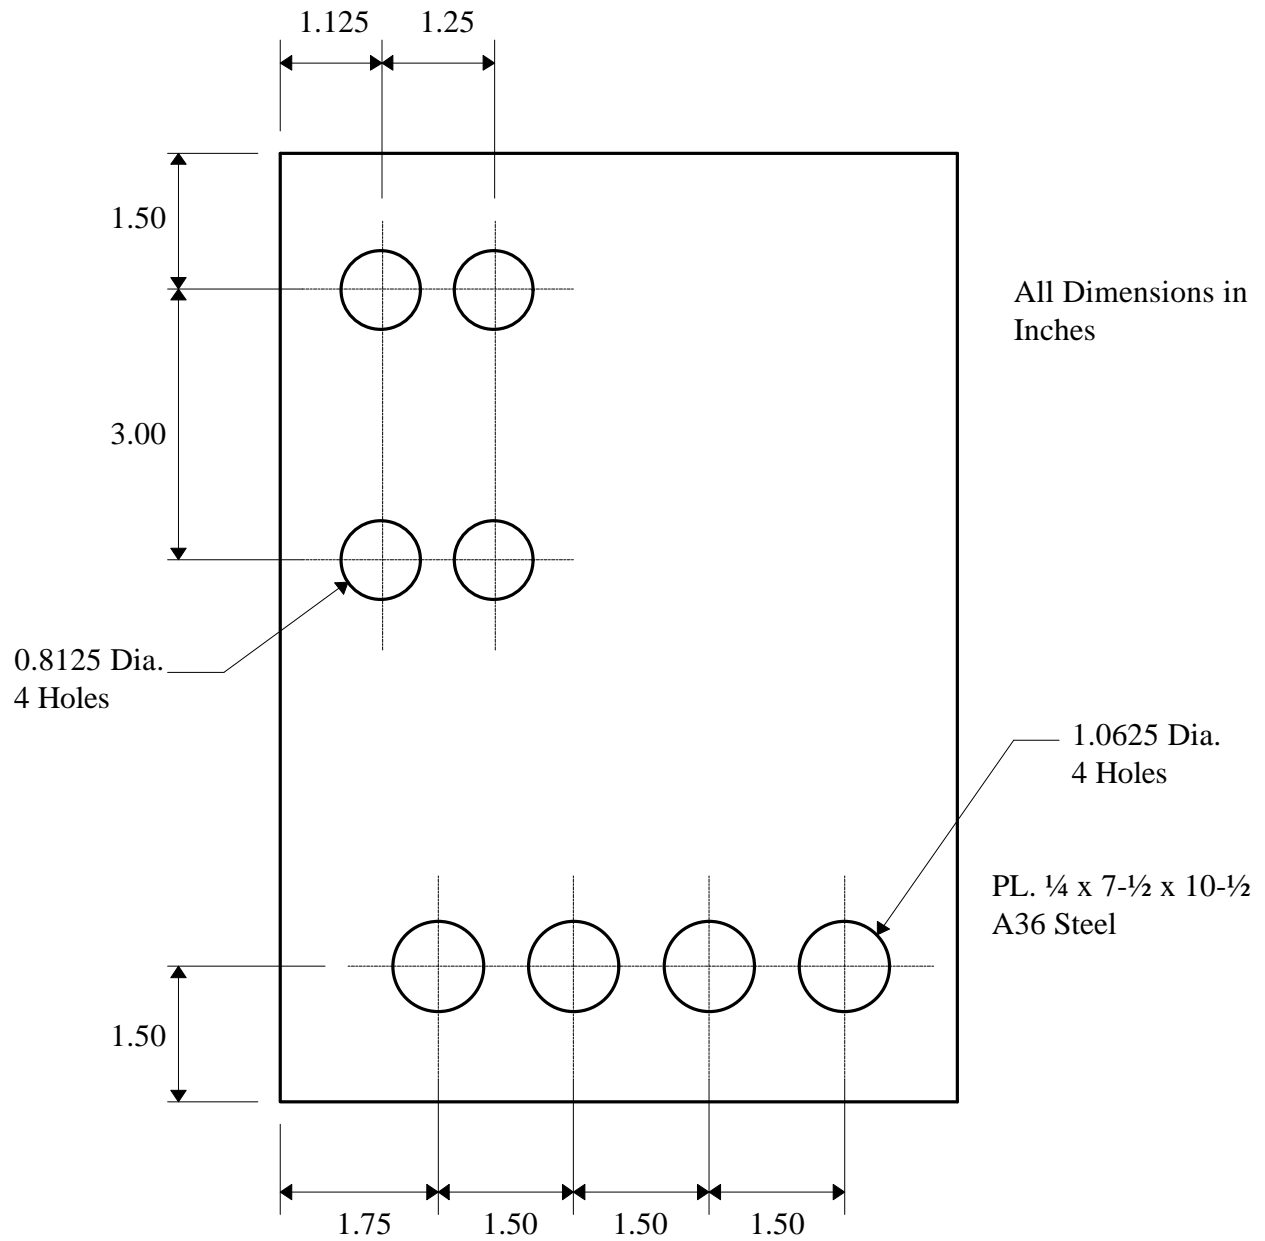 1.125
1.25
1.50
All Dimensions in
Inches
3.00
0.8125 Dia.
4 Holes
1.0625 Dia.
4 Holes
PL. ¼ x 7-½ x 10-½
A36 Steel
1.50
1.75
1.50
1.50
1.50